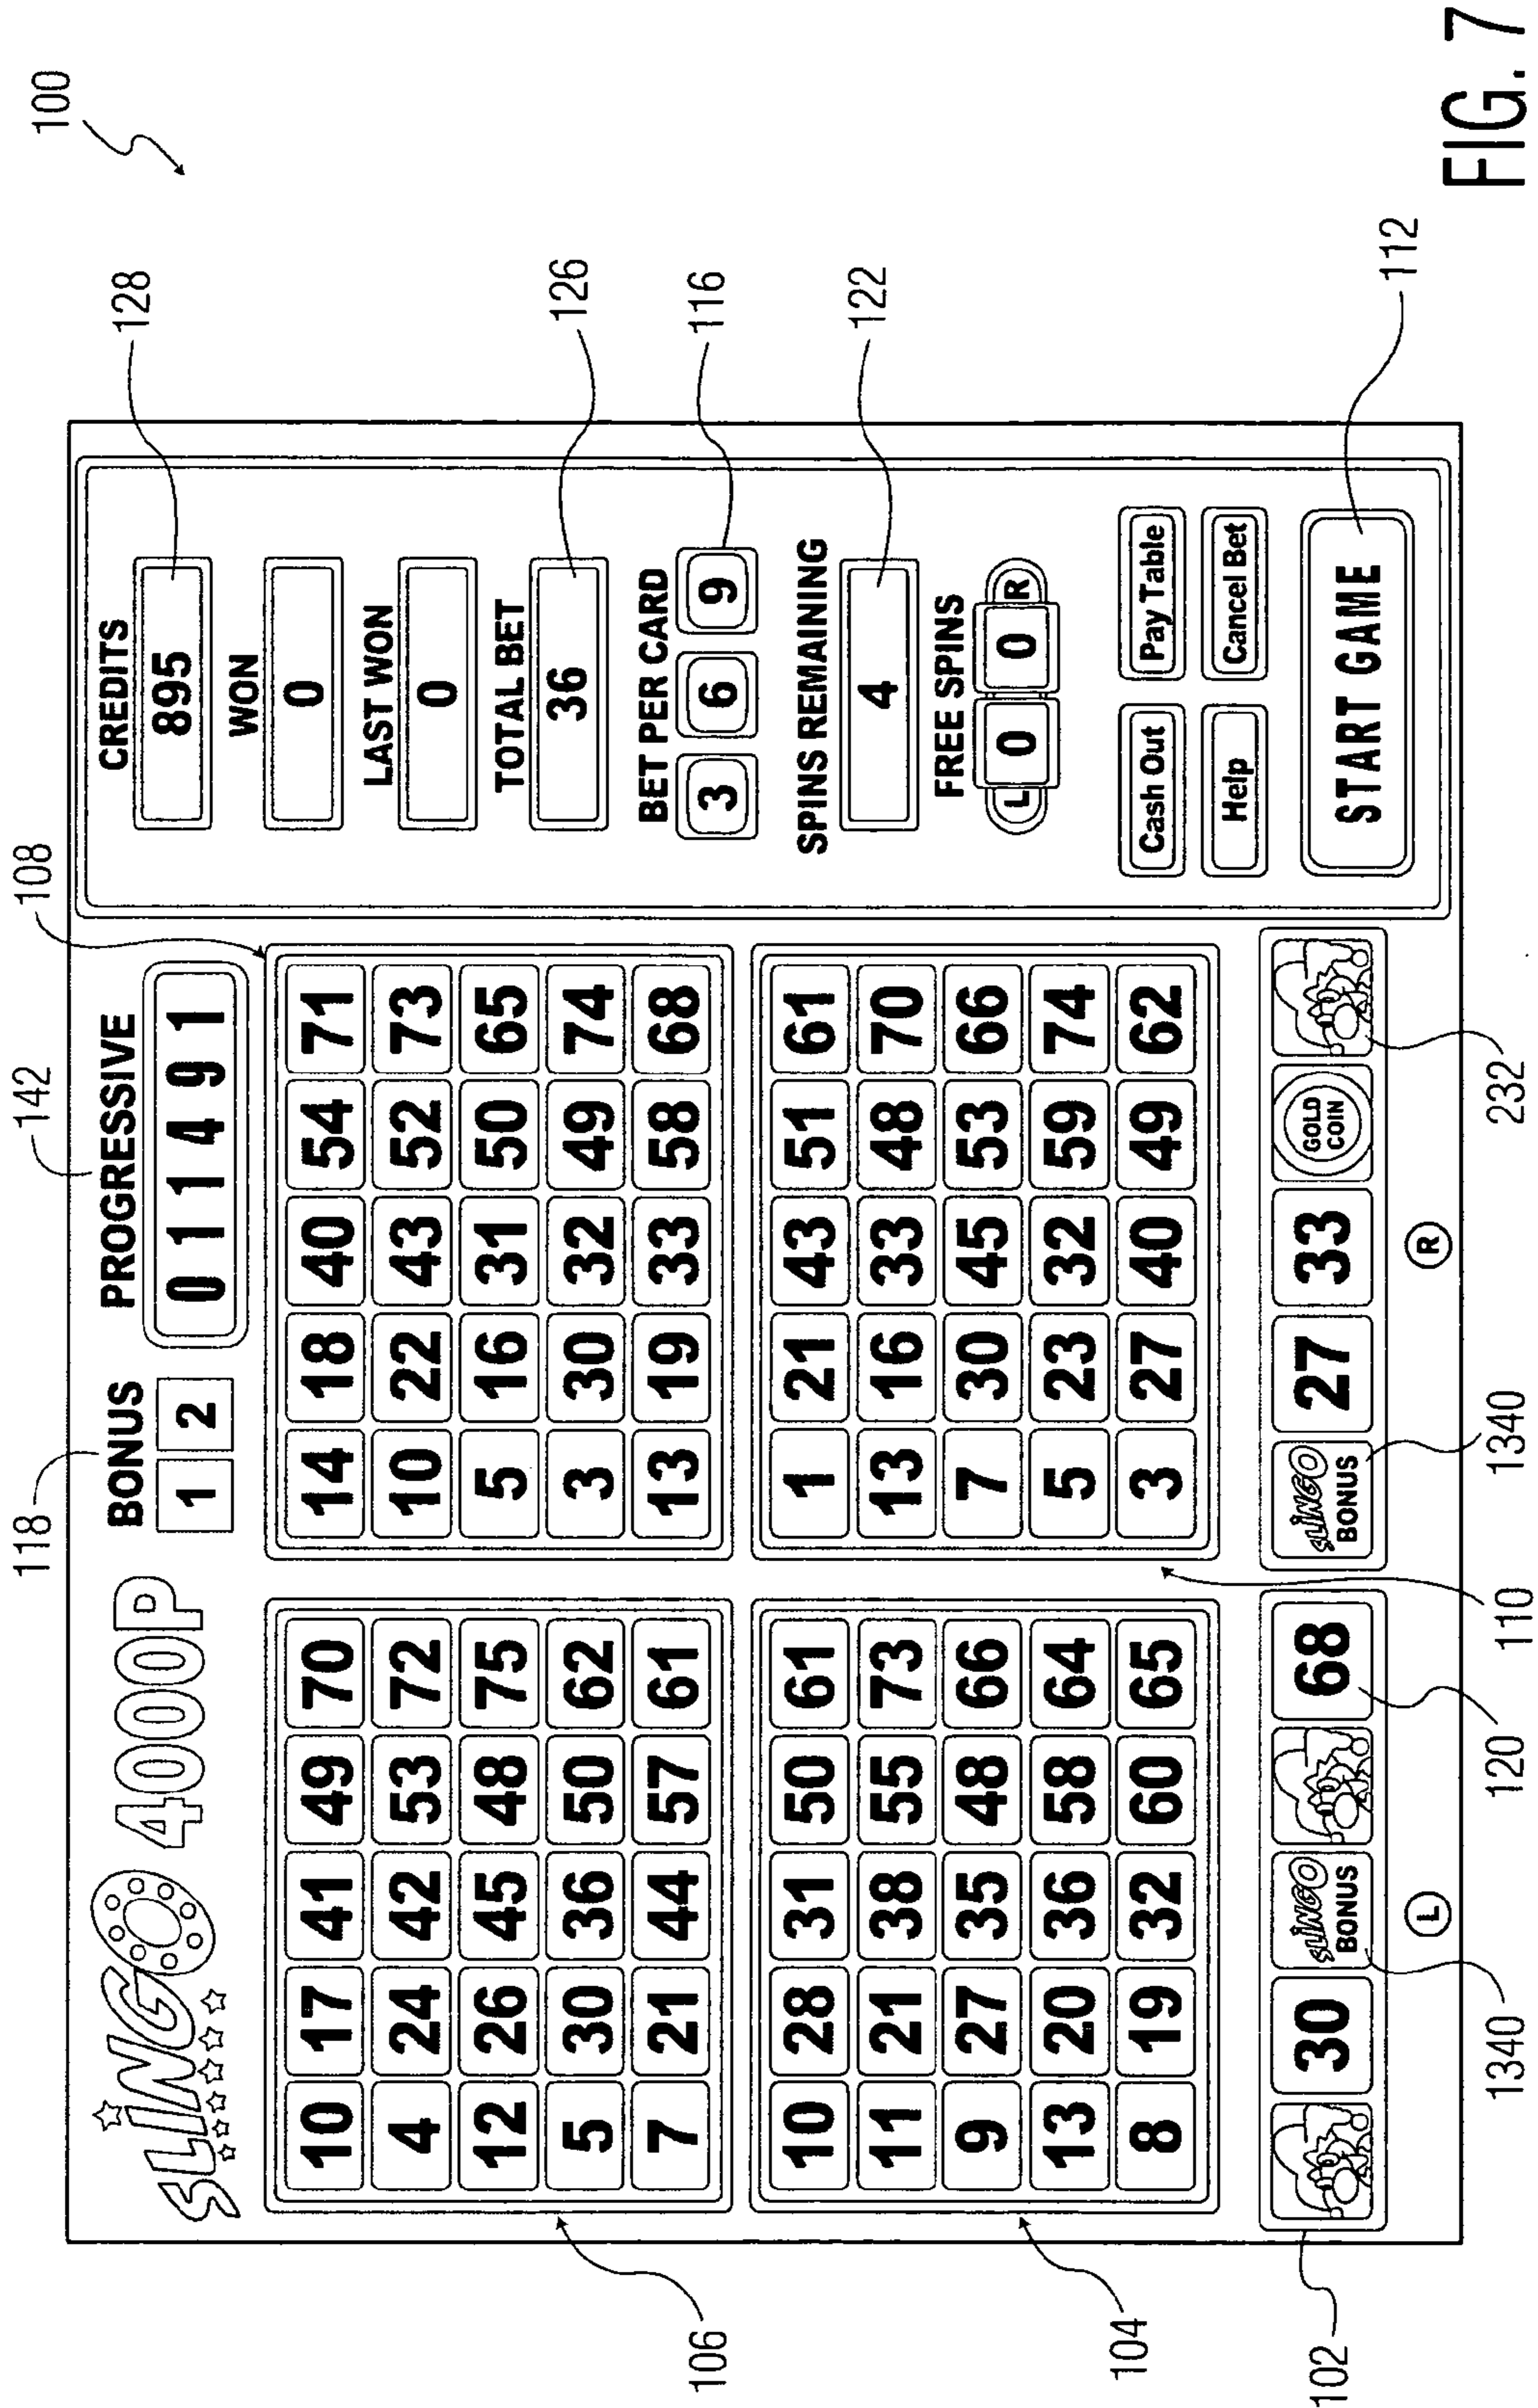 100
SLINGO 4000P
BONUS
1 2
PROGRESSIVE
011491
118
142
108
10 17 41 49 70
4 24 42 53 72
12 26 45 48 75
5 30 36 50 62
7 21 44 57 61
14 18 40 54 71
10 22 43 52 73
5 16 31 50 65
3 30 32 49 74
13 19 33 58 68
10 28 31 50 61
11 21 38 55 73
9 27 35 48 66
13 20 36 58 64
8 19 32 60 65
1 21 43 51 61
13 16 33 48 70
7 30 45 53 66
5 23 32 59 74
3 27 40 49 62
30 SLINGO BONUS 68
SLINGO BONUS 27 33 GOLD COIN
L
R
CREDITS
895
WON
0
LAST WON
0
TOTAL BET
36
BET PER CARD
3 6 9
SPINS REMAINING
4
FREE SPINS
L 0 0 R
Cash Out Pay Table
Help Cancel Bet
START GAME
128
126
116
122
112
106
104
102
1340
120
110
1340
232
FIG. 7